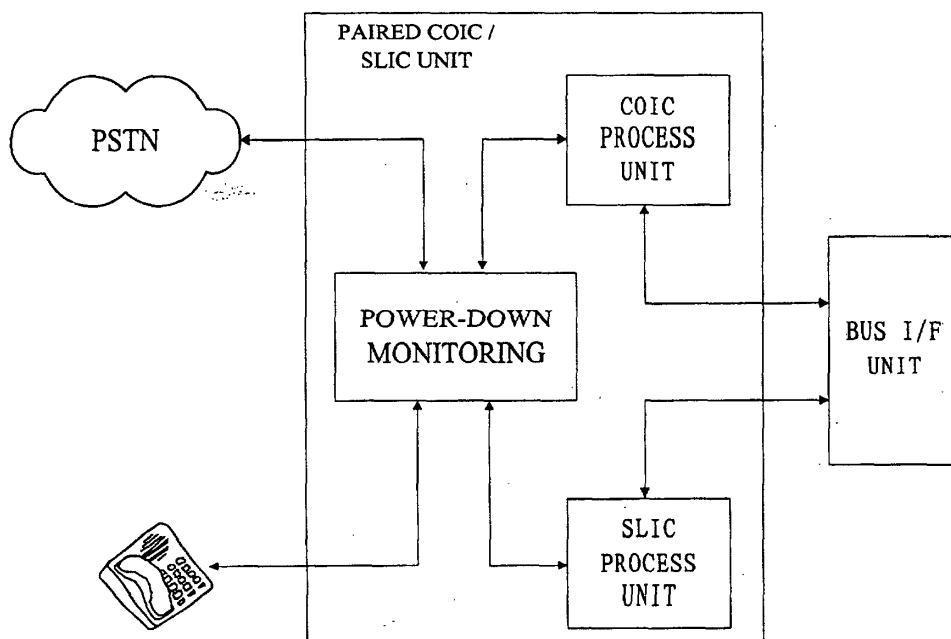 PAIRED COIC /
SLIC UNIT
PSTN
COIC
PROCESS
UNIT
POWER-DOWN
MONITORING
BUS I/F
UNIT
SLIC
PROCESS
UNIT